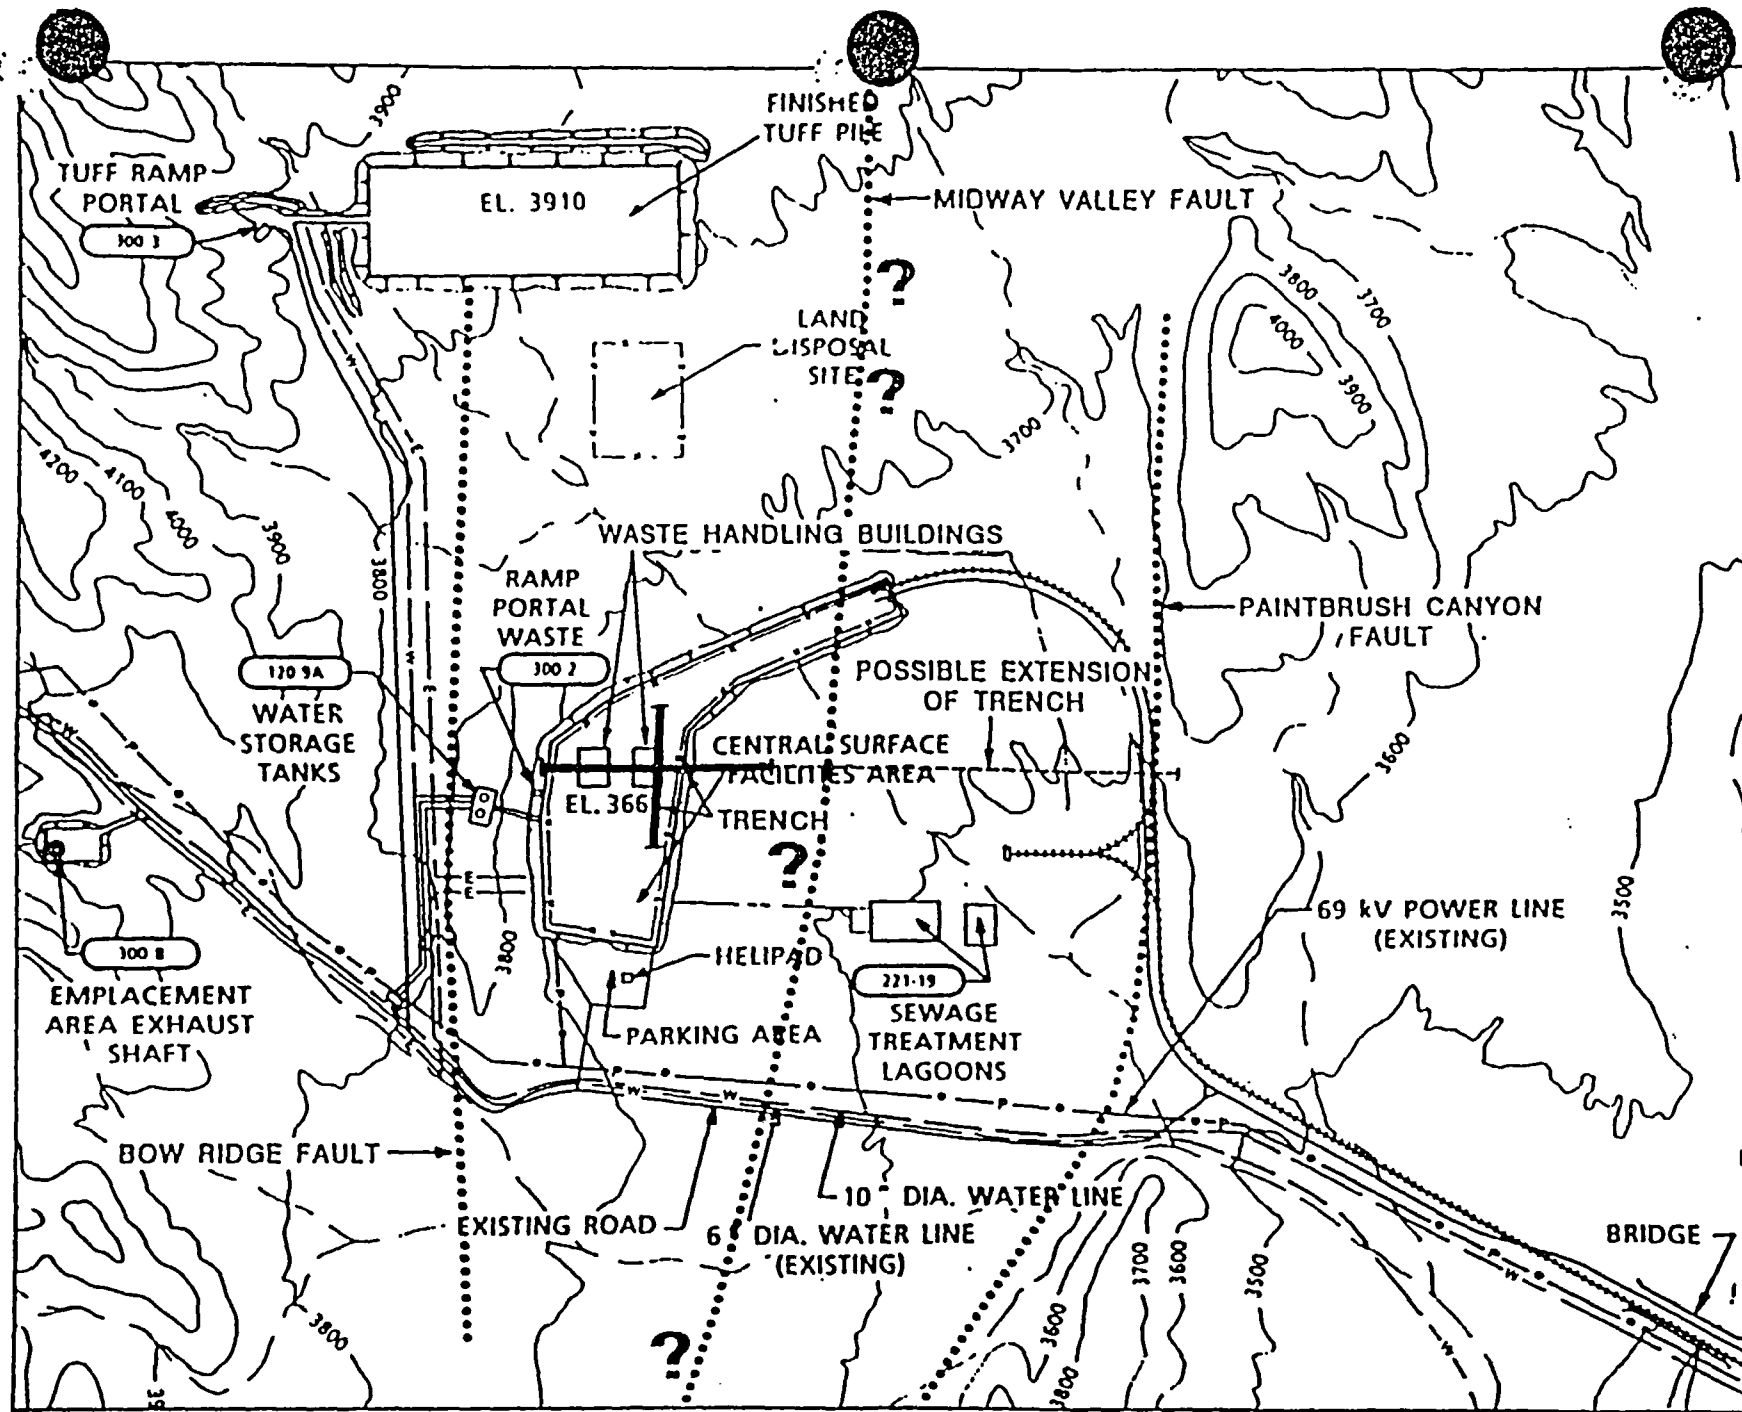 3900
FINISHED
TUFF PILE
TUFF RAMP
PORTAL
300 3
EL. 3910
MIDWAY VALLEY FAULT
?
3800
3700
4000
3900
LAND
DISPOSAL
SITE
?
3700
4200
4100
4000
3900
3800
W
E
WASTE HANDLING BUILDINGS
RAMP
PORTAL
WASTE
300 2
PAINTBRUSH CANYON
FAULT
120 9A
WATER
STORAGE
TANKS
POSSIBLE EXTENSION
OF TRENCH
CENTRAL SURFACE
FACILITIES AREA
EL. 366
TRENCH
3600
3500
W
P
W
E
E
E
?
3800
300 8
EMPLACEMENT
AREA EXHAUST
SHAFT
HELIPAD
PARKING AREA
221-19
SEWAGE
TREATMENT
LAGOONS
69 kV POWER LINE
(EXISTING)
P
P
W
W
P
P
BOW RIDGE FAULT
EXISTING ROAD
10" DIA. WATER LINE
6" DIA. WATER LINE
(EXISTING)
BRIDGE
3700
3600
3500
3600
3800
3800
?
P
W
W